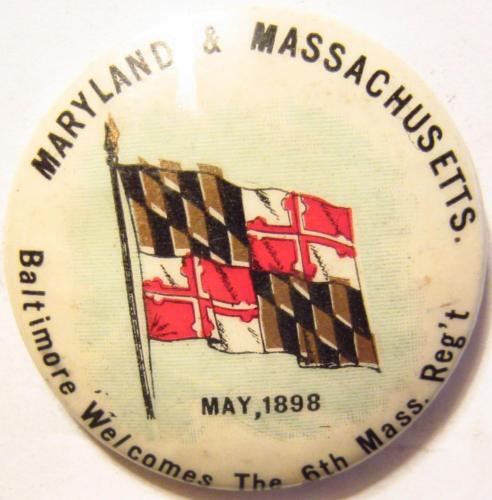 MARYLAND & MASSACHUSETTS.
MAY, 1898
Baltimore Welcomes The 6th Mass. Reg't